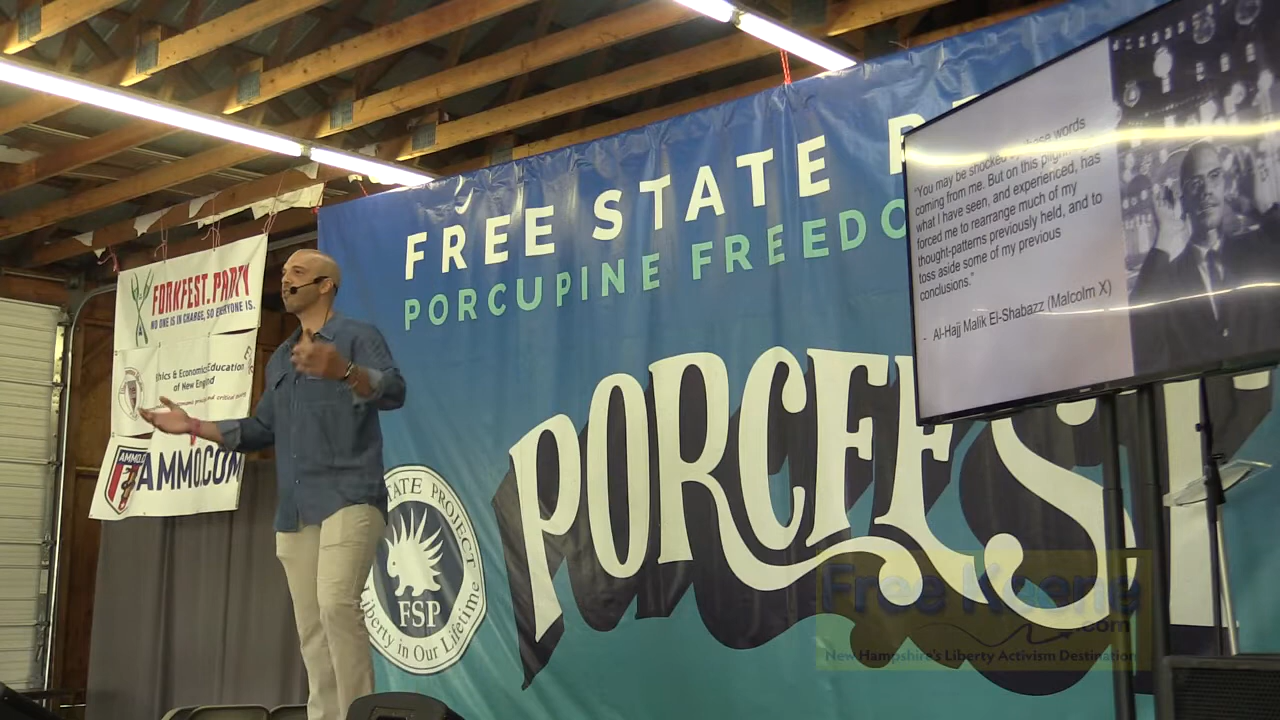 FREE STATE
PORCUPINE FREEDO
PORCFEST
"You may be shocked by these words
coming from me. But on this
what I have seen, and experienced, has
forced me to rearrange much of my
thought-patterns previously held, and to
toss aside some of my previous
conclusions."
- Al-Hajj Malik El-Shabazz (Malcolm X)
FORKFEST.PARTY
NO ONE IS IN CHARGE, SO EVERYONE IS.
Ethics & Economics Education
of New England
AMMO.COM
STATE PROJECT
FSP
Liberty in Our Lifetime
Free Keene
.com
New Hampshire's Liberty Activism Destination